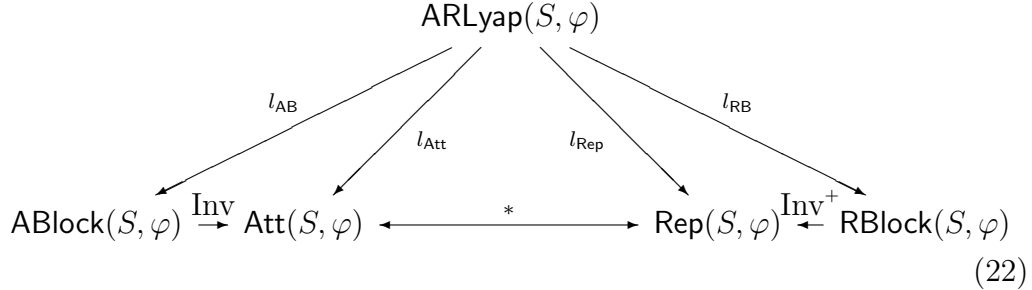 ARLyap(S, φ)
l_AB
l_Att
l_Rep
l_RB
ABlock(S, φ) Inv Att(S, φ) * Rep(S, φ) Inv⁺ RBlock(S, φ)
(22)